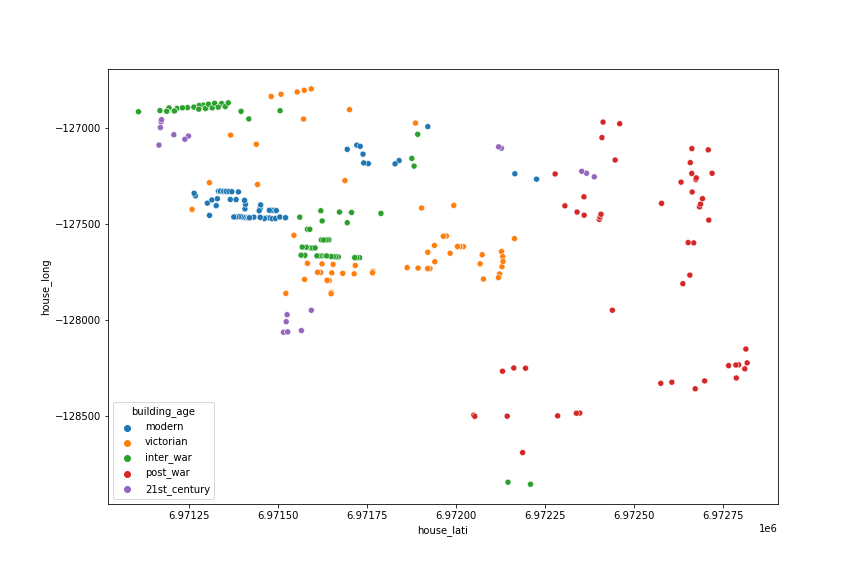 −127000
−127500
−128000
−128500
house_long
building_age
modern
victorian
inter_war
post_war
21st_century
6.97125 6.97150 6.97175 6.97200 6.97225 6.97250 6.97275
1e6
house_lati